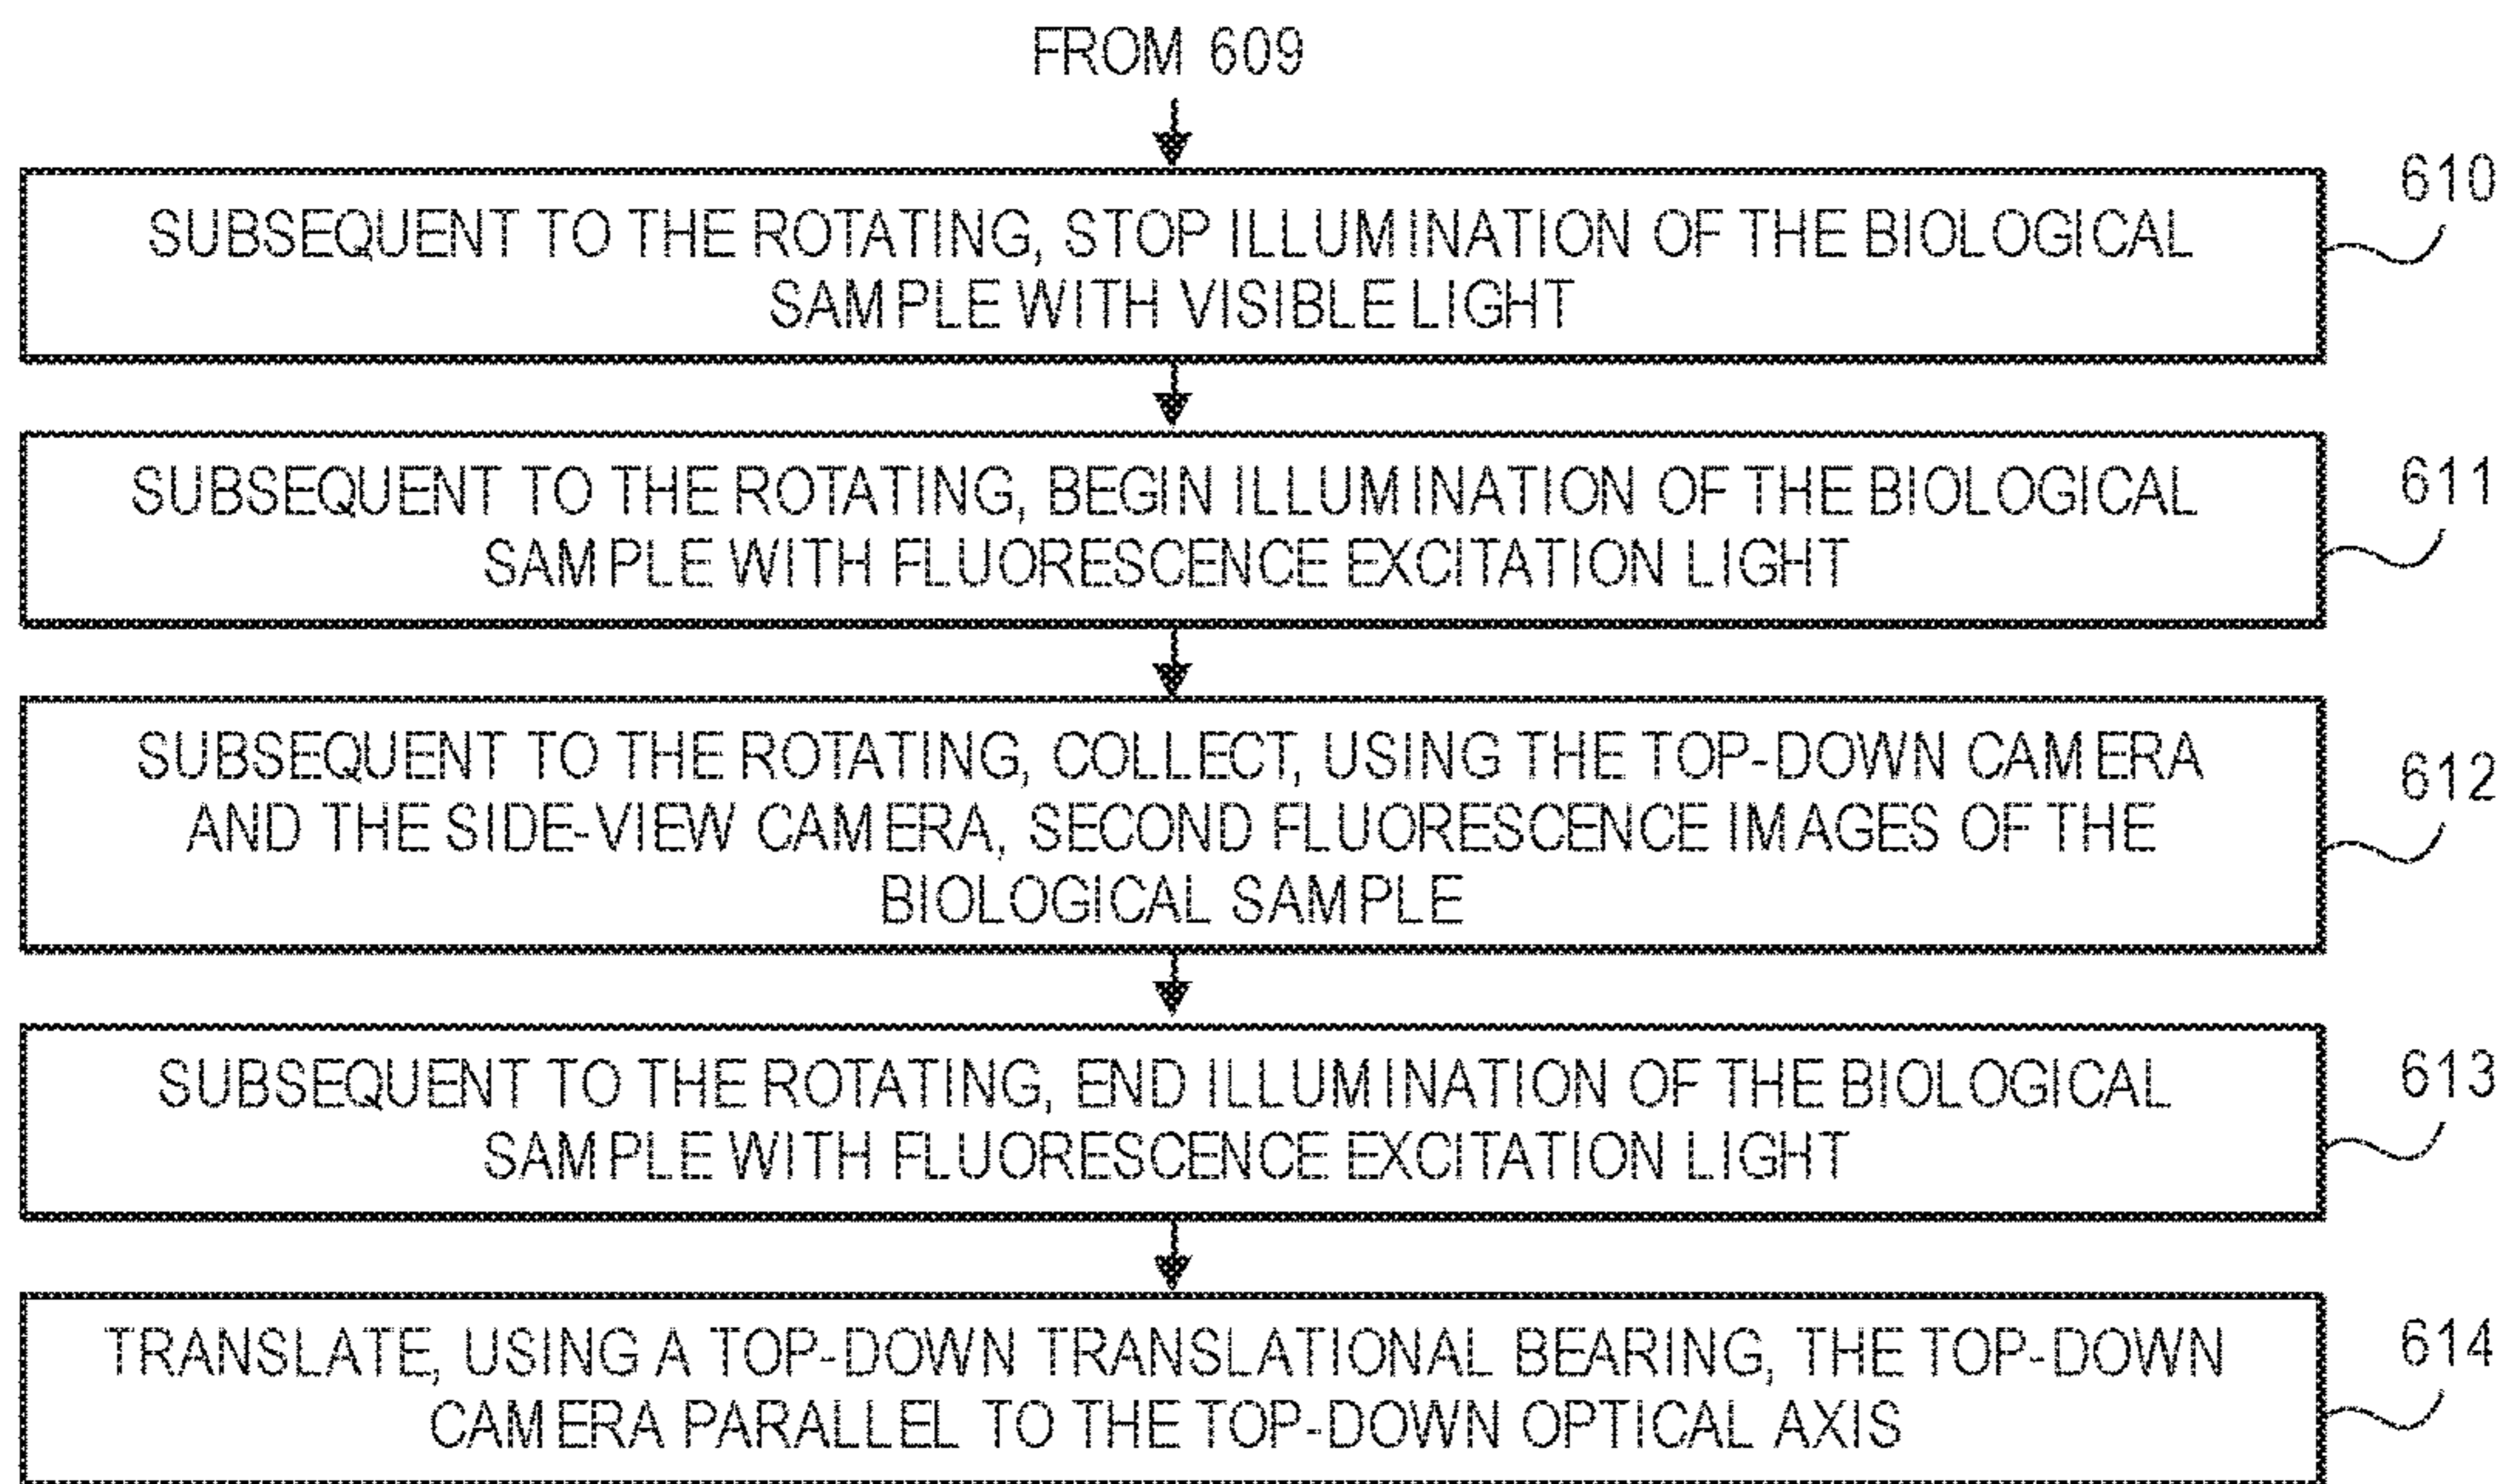 FROM 609
610
SUBSEQUENT TO THE ROTATING, STOP ILLUMINATION OF THE BIOLOGICAL
SAMPLE WITH VISIBLE LIGHT
611
SUBSEQUENT TO THE ROTATING, BEGIN ILLUMINATION OF THE BIOLOGICAL
SAMPLE WITH FLUORESCENCE EXCITATION LIGHT
612
SUBSEQUENT TO THE ROTATING, COLLECT, USING THE TOP-DOWN CAMERA
AND THE SIDE-VIEW CAMERA, SECOND FLUORESCENCE IMAGES OF THE
BIOLOGICAL SAMPLE
613
SUBSEQUENT TO THE ROTATING, END ILLUMINATION OF THE BIOLOGICAL
SAMPLE WITH FLUORESCENCE EXCITATION LIGHT
614
TRANSLATE, USING A TOP-DOWN TRANSLATIONAL BEARING, THE TOP-DOWN
CAMERA PARALLEL TO THE TOP-DOWN OPTICAL AXIS